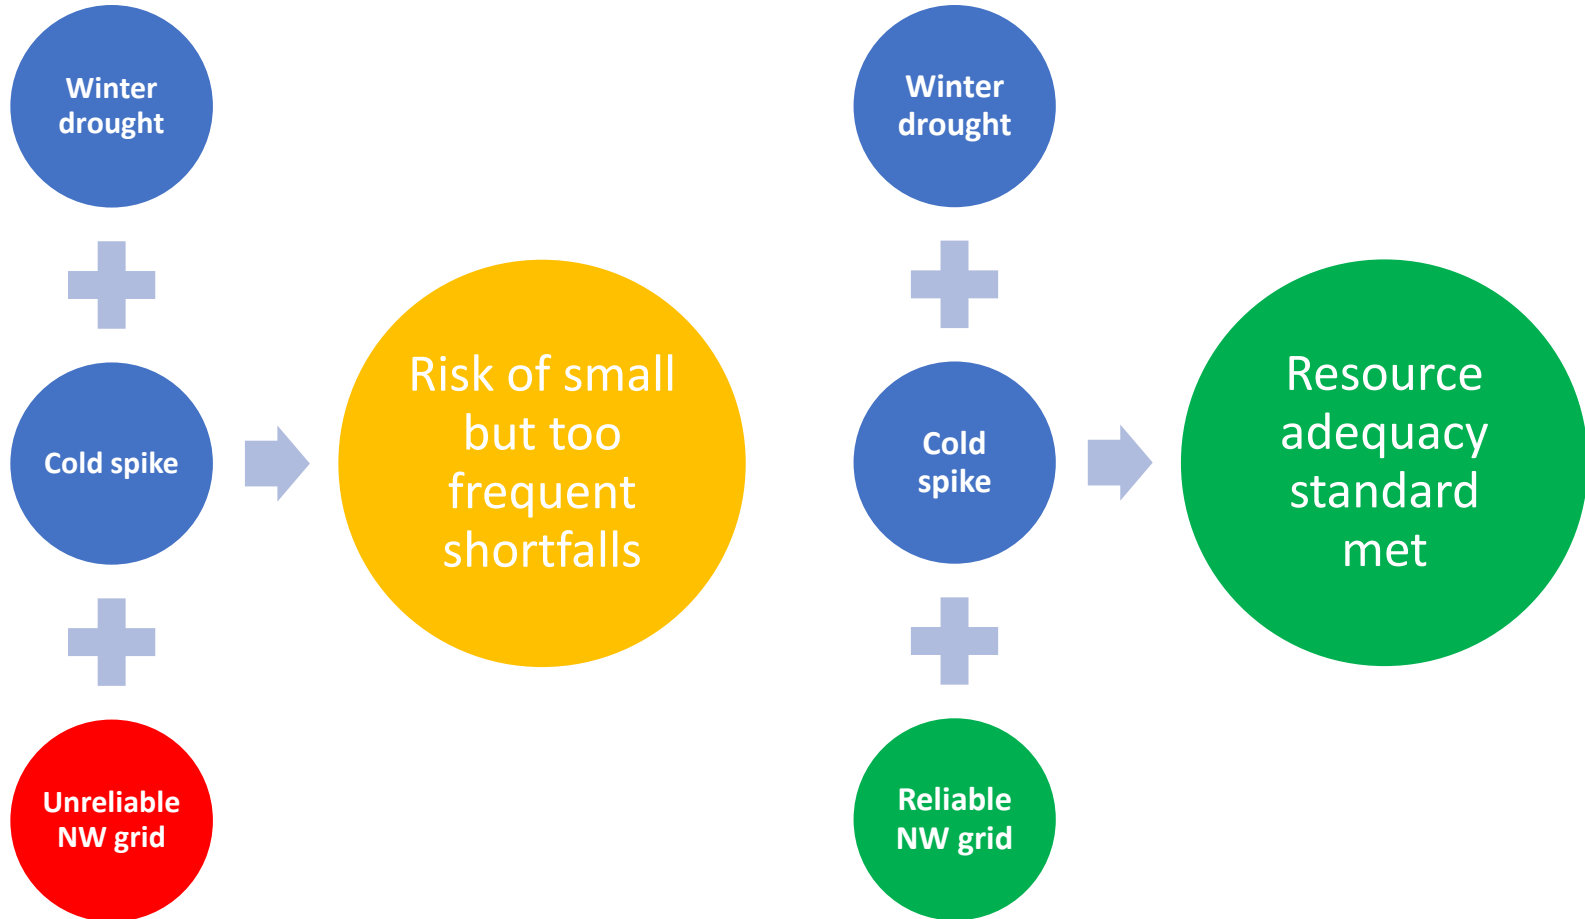 Winter
drought
Cold spike
Unreliable
NW grid
Risk of small
but too
frequent
shortfalls
Winter
drought
Cold
spike
Reliable
NW grid
Resource
adequacy
standard
met